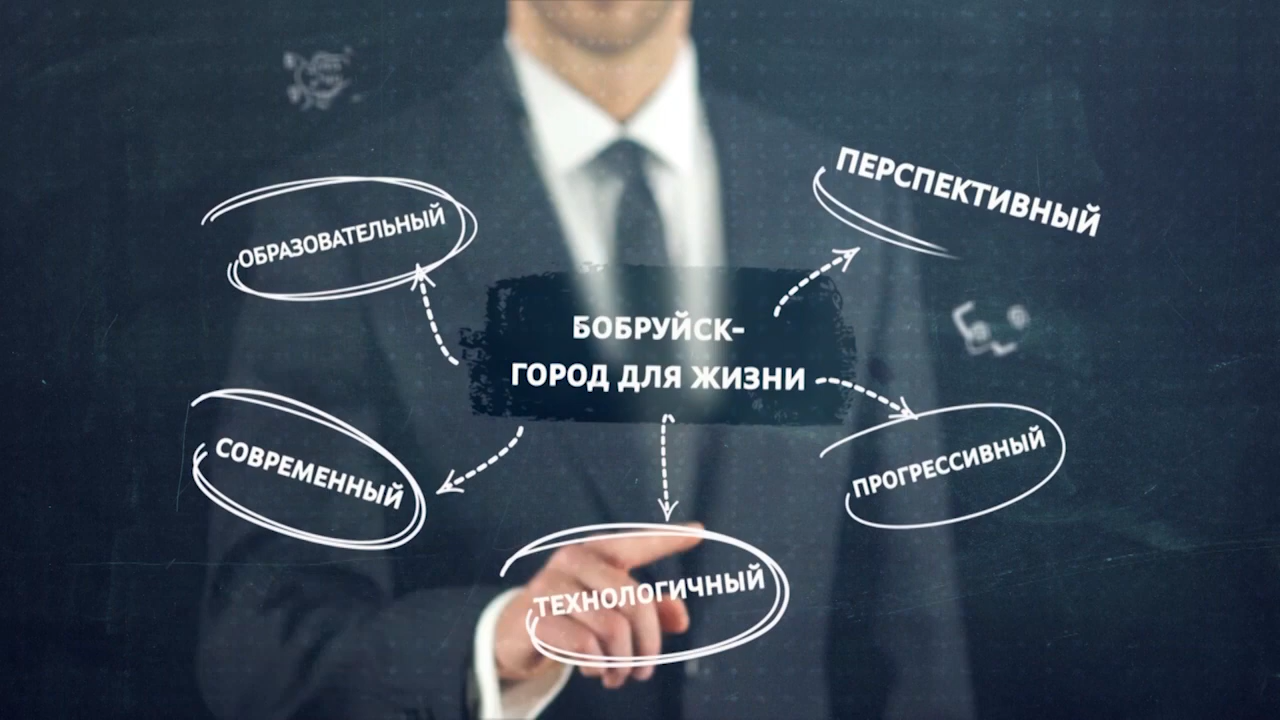 ОБРАЗОВАТЕЛЬНЫЙ
ПЕРСПЕКТИВНЫЙ
БОБРУЙСК-
ГОРОД ДЛЯ ЖИЗНИ
СОВРЕМЕННЫЙ
ПРОГРЕССИВНЫЙ
ТЕХНОЛОГИЧНЫЙ